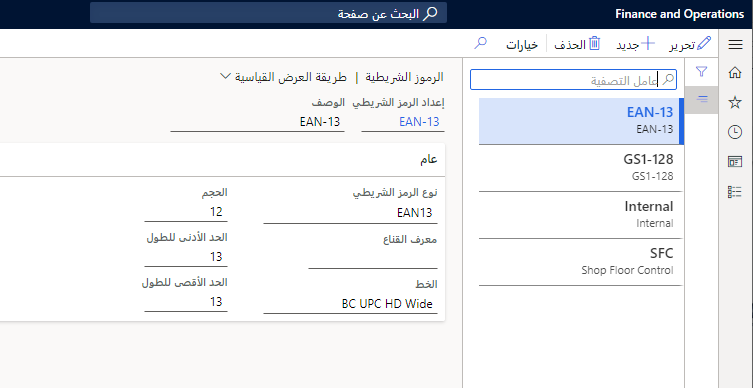 Finance and Operations
البحث عن صفحة
تحرير
جديد
الحذف
خيارات
عامل التصفية
EAN-13
EAN-13
GS1-128
GS1-128
Internal
Internal
SFC
Shop Floor Control
الرموز الشريطية | طريقة العرض القياسية
إعداد الرمز الشريطي
EAN-13
الوصف
EAN-13
عام
نوع الرمز الشريطي
EAN13
معرف القناع
الخط
BC UPC HD Wide
الحجم
12
الحد الأدنى للطول
13
الحد الأقصى للطول
13